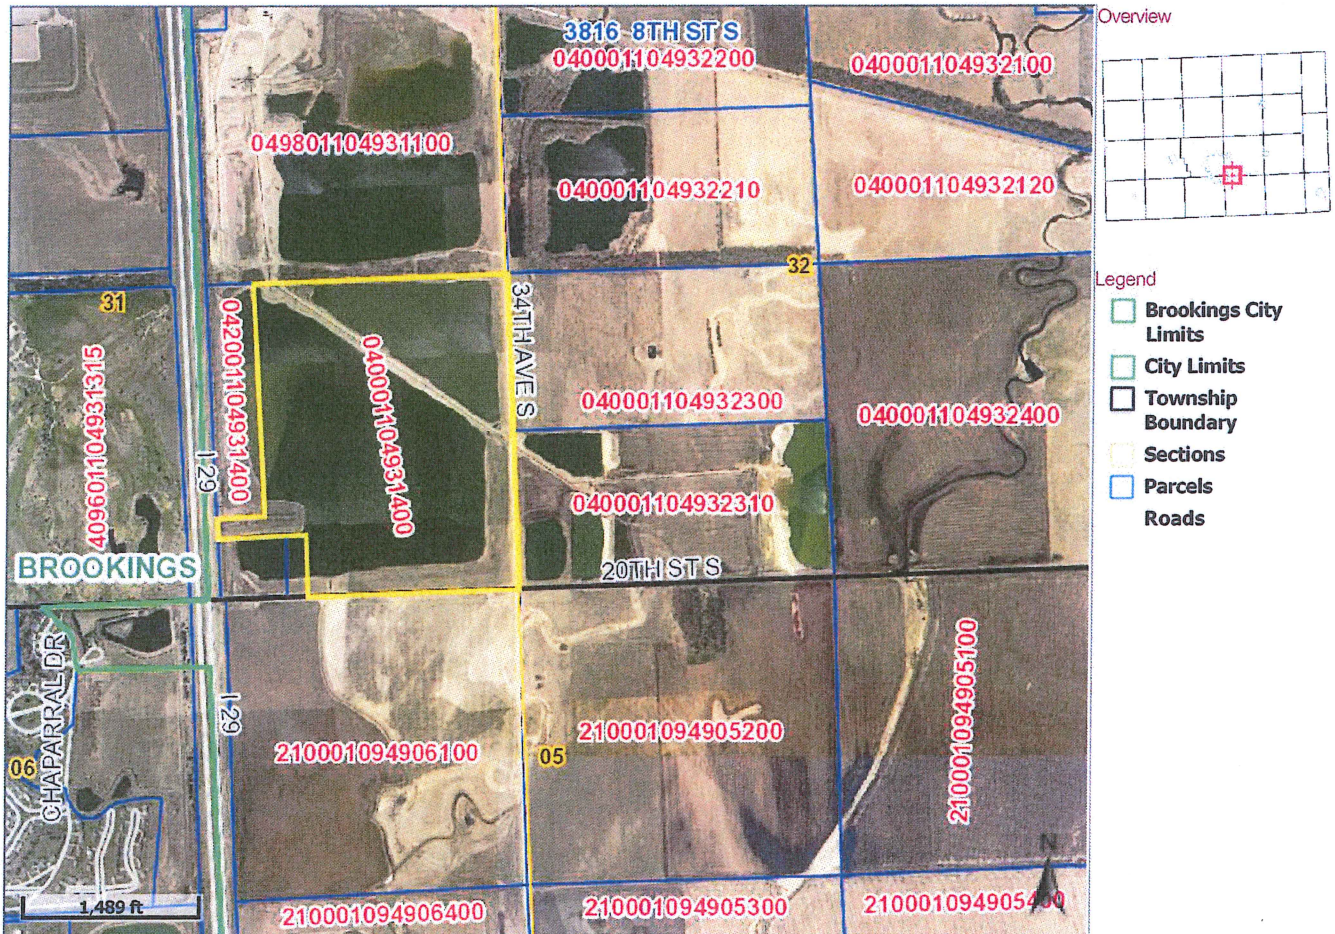 3816 8TH ST S
040001104932200
040001104932100
049801104931100
040001104932210
040001104932120
32
31
409601104931315
042001104931400
040001104931400
34TH AVE S
040001104932300
040001104932400
I 29
040001104932310
BROOKINGS
20TH ST S
CHAPARRAL DR
I 29
210001094906100
210001094905200
210001094905100
06
05
N
1,489 ft
210001094906400
210001094905300
210001094905400
Overview
Legend
Brookings City
Limits
City Limits
Township
Boundary
Sections
Parcels
Roads